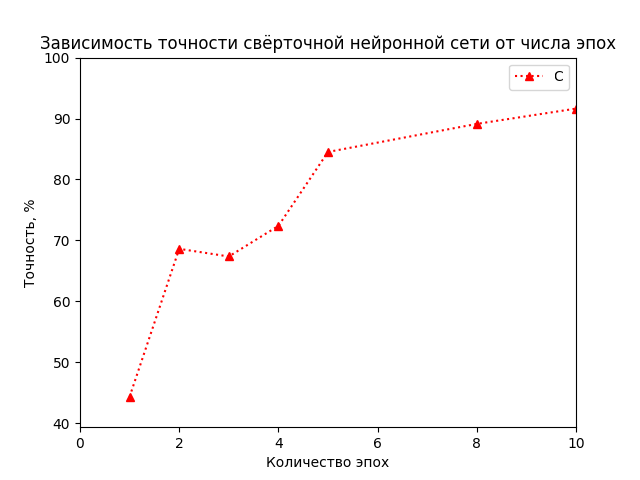 Зависимость точности свёрточной нейронной сети от числа эпох
100
90
80
70
60
50
40
Точность, %
C
0 2 4 6 8 10
Количество эпох